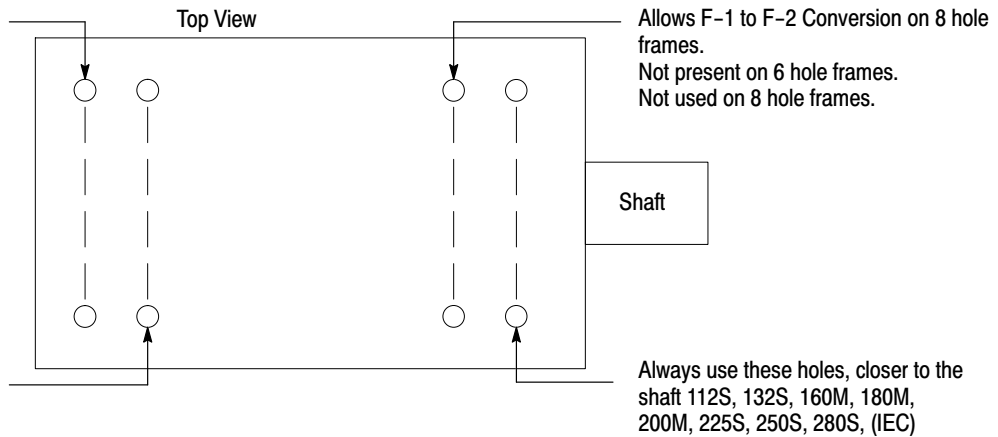 Top View
Allows F-1 to F-2 Conversion on 8 hole
frames.
Not present on 6 hole frames.
Not used on 8 hole frames.
Shaft
Always use these holes, closer to the
shaft 112S, 132S, 160M, 180M,
200M, 225S, 250S, 280S, (IEC)